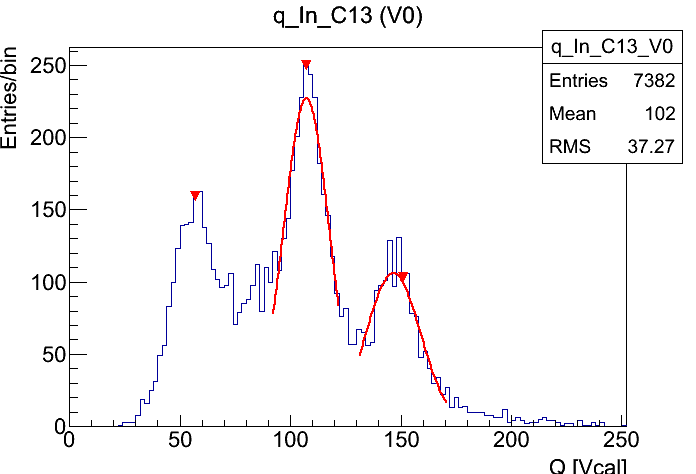 q_In_C13 (V0)
q_In_C13_V0
Entries 7382
Mean 102
RMS 37.27
Entries/bin
250
200
150
100
50
0
0 50 100 150 200 250
Q [Vcal]